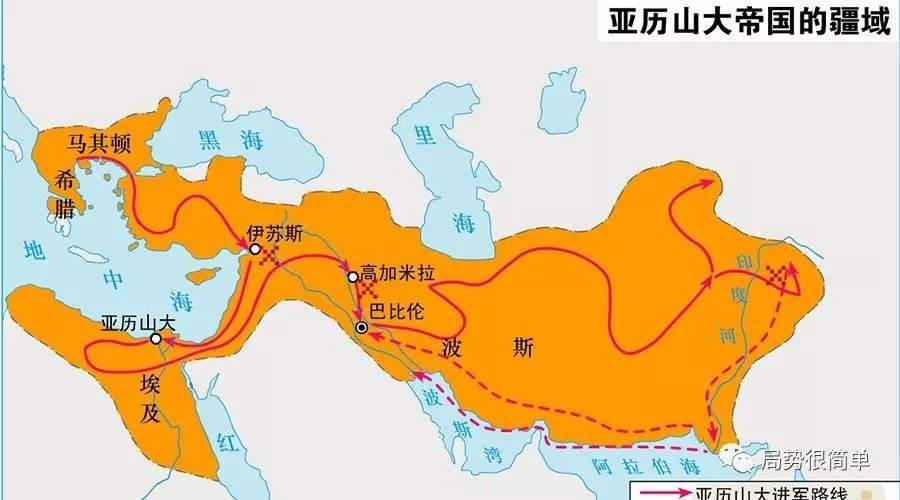 亚历山大帝国的疆域
马其顿
黑海
里海
希腊
地中海
伊苏斯
高加米拉
巴比伦
亚历山大
波斯
印度河
埃及
红
波斯湾
阿拉伯海
局势很简单
亚历山大进军路线